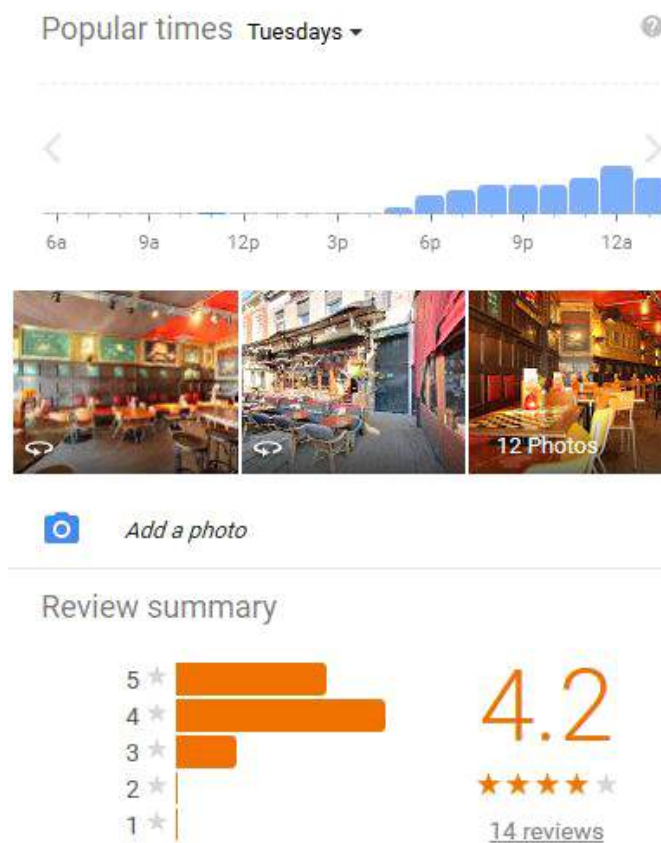 Popular times Tuesdays
6a 9a 12p 3p 6p 9p 12a
12 Photos
Add a photo
Review summary
5
4
3
2
1
4.2
14 reviews